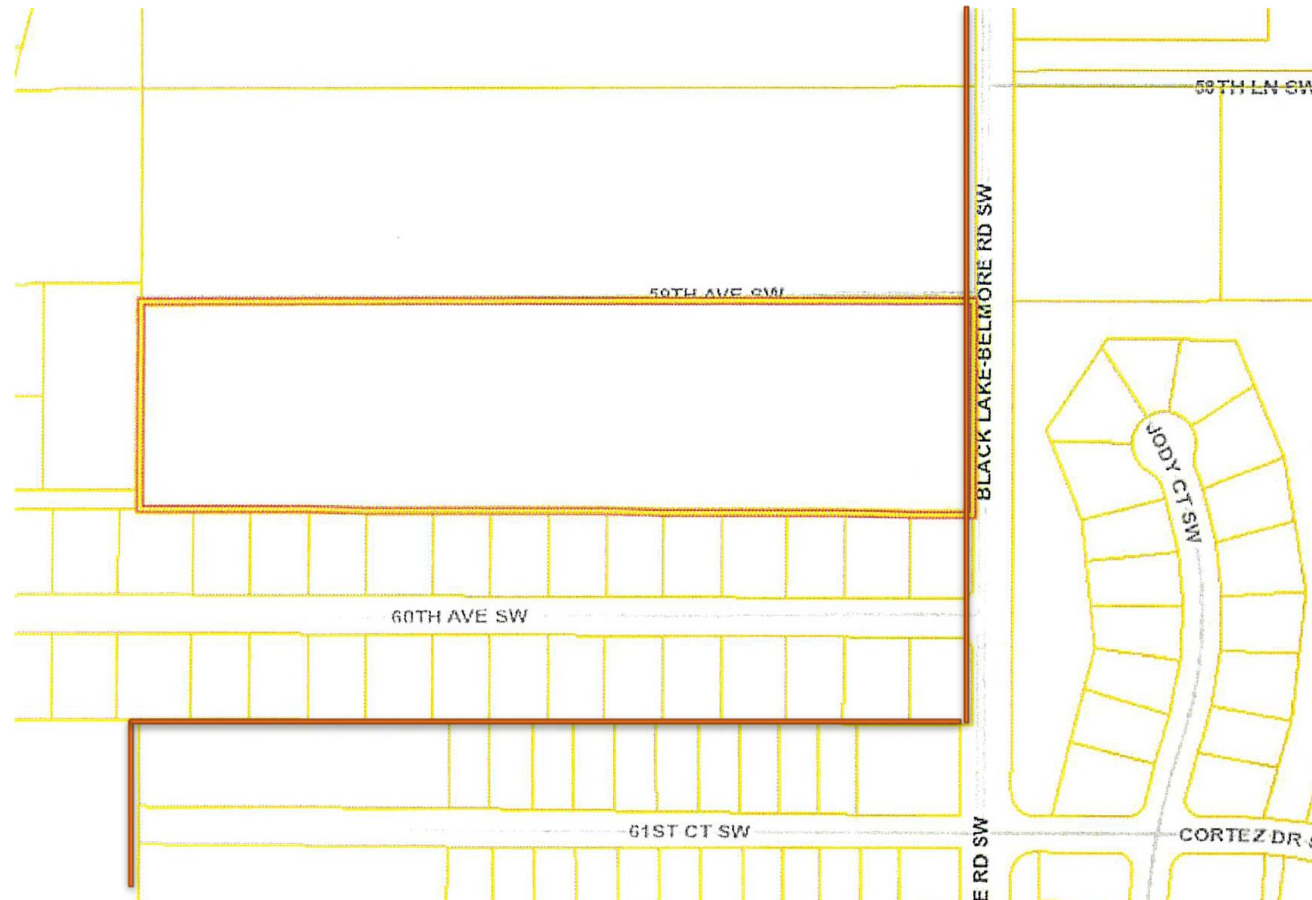 58TH LN SW
59TH AVE SW
BLACK LAKE-BELMORE RD SW
JODY CT SW
60TH AVE SW
61ST CT SW
E RD SW
CORTEZ DR S